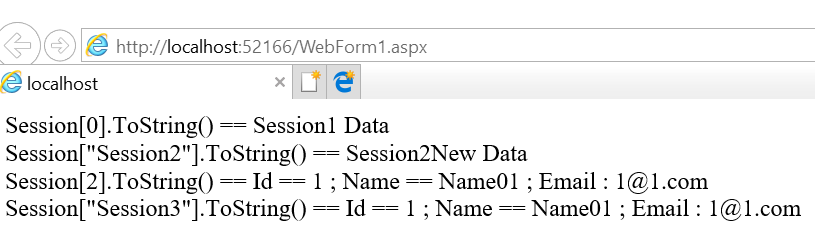 http://localhost:52166/WebForm1.aspx
localhost
Session[0].ToString() == Session1 Data
Session["Session2"].ToString() == Session2New Data
Session[2].ToString() == Id == 1 ; Name == Name01 ; Email : 1@1.com
Session["Session3"].ToString() == Id == 1 ; Name == Name01 ; Email : 1@1.com